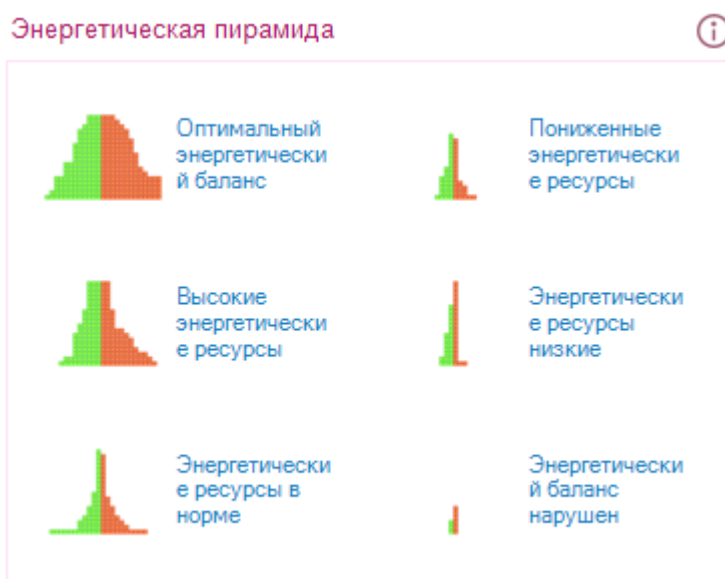 Энергетическая пирамида
Оптимальный
энергетически
й баланс
Пониженные
энергетически
е ресурсы
Высокие
энергетически
е ресурсы
Энергетически
е ресурсы
низкие
Энергетически
е ресурсы в
норме
Энергетически
й баланс
нарушен